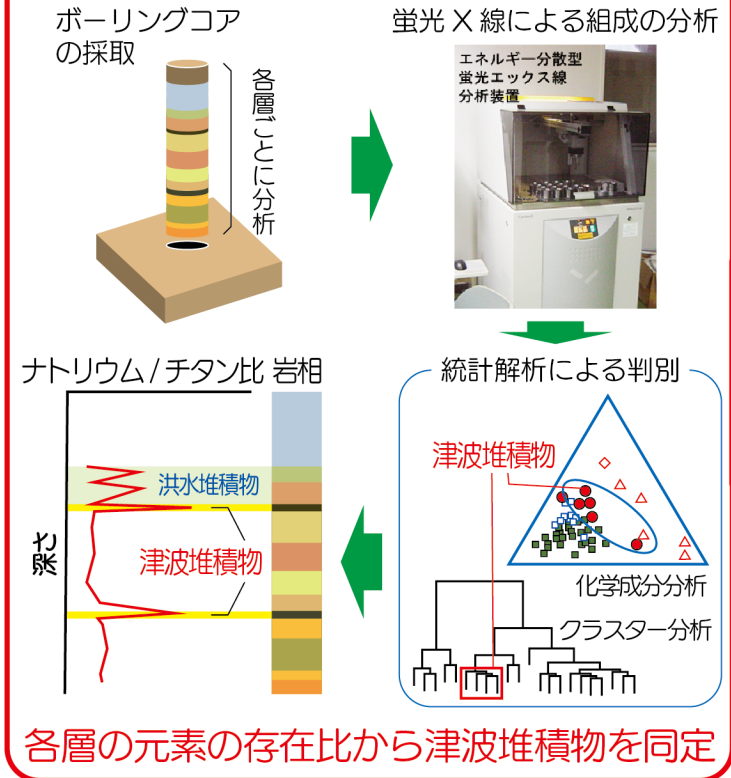 ボーリングコア
の採取
各層ごとに分析
蛍光X線による組成の分析
エネルギー分散型
蛍光エックス線
分析装置
統計解析による判別
津波堆積物
化学成分分析
クラスター分析
ナトリウム/チタン比 岩相
洪水堆積物
津波堆積物
深さ
各層の元素の存在比から津波堆積物を同定